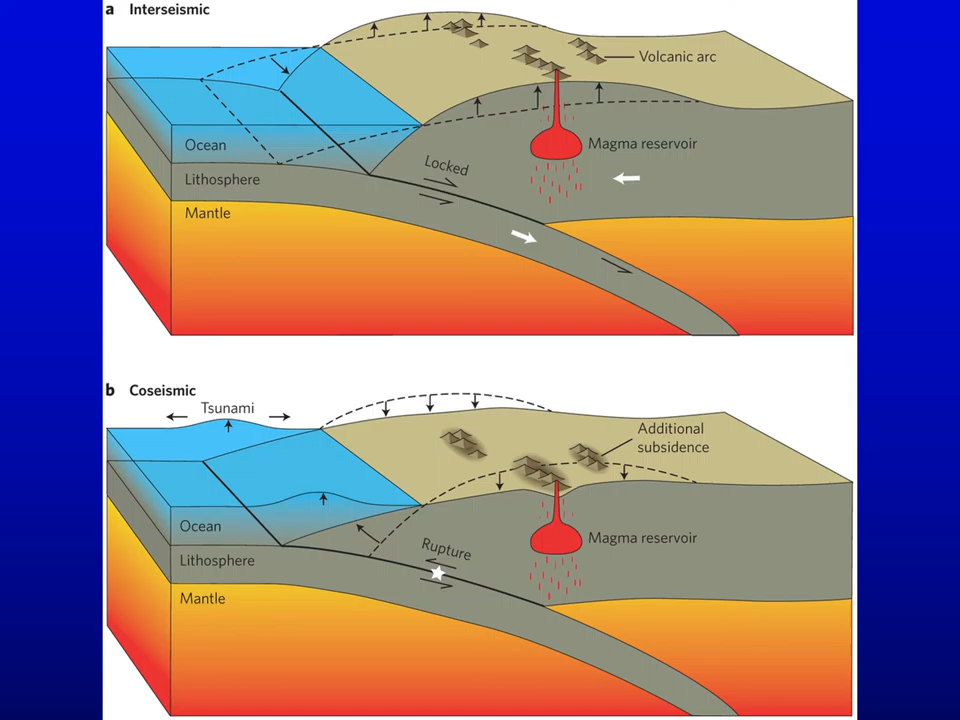 a Interseismic
Volcanic arc
Ocean
Magma reservoir
Locked
Lithosphere
Mantle
b Coseismic
Tsunami
Additional
subsidence
Ocean
Magma reservoir
Rupture
Lithosphere
Mantle